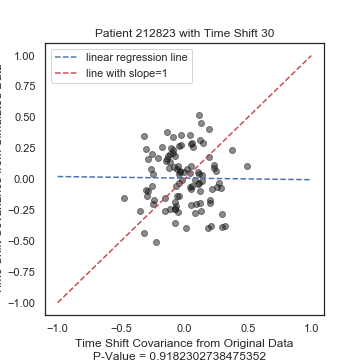 Patient 212823 with Time Shift 30
linear regression line
line with slope=1
1.00
0.75
0.50
0.25
0.00
−0.25
−0.50
−0.75
−1.00
−1.0
−0.5
0.0
0.5
1.0
Time Shift Covariance from Original Data
P-Value = 0.9182302738475352